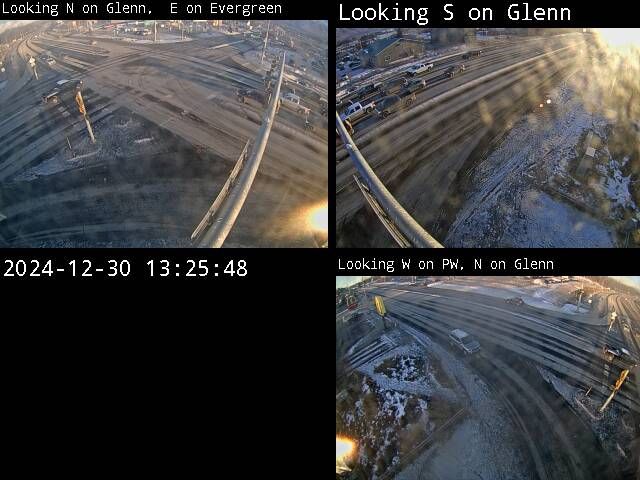 Looking N on Glenn,  E on Evergreen
Looking S on Glenn
2024-12-30 13:25:48
Looking W on PW, N on Glenn